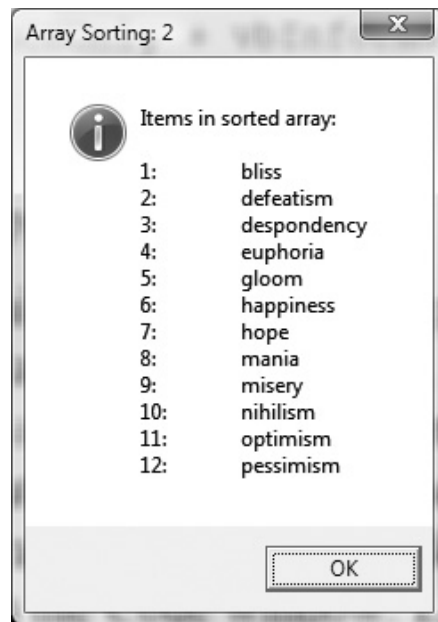 Array Sorting: 2
Items in sorted array:
1: bliss
2: defeatism
3: despondency
4: euphoria
5: gloom
6: happiness
7: hope
8: mania
9: misery
10: nihilism
11: optimism
12: pessimism
OK